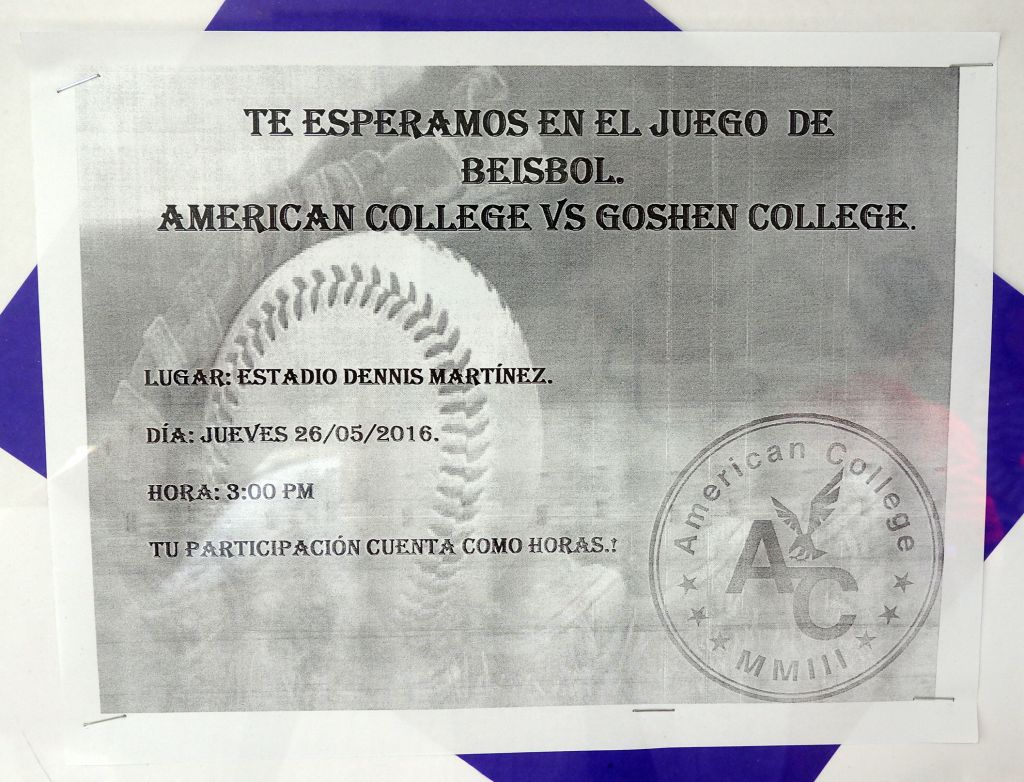 TE ESPERAMOS EN EL JUEGO DE
BEISBOL.
AMERICAN COLLEGE VS GOSHEN COLLEGE.
LUGAR: ESTADIO DENNIS MARTÍNEZ.
DÍA: JUEVES 26/05/2016.
HORA: 3:00 PM
TU PARTICIPACIÓN CUENTA COMO HORAS.!
American College
AC
MMIII